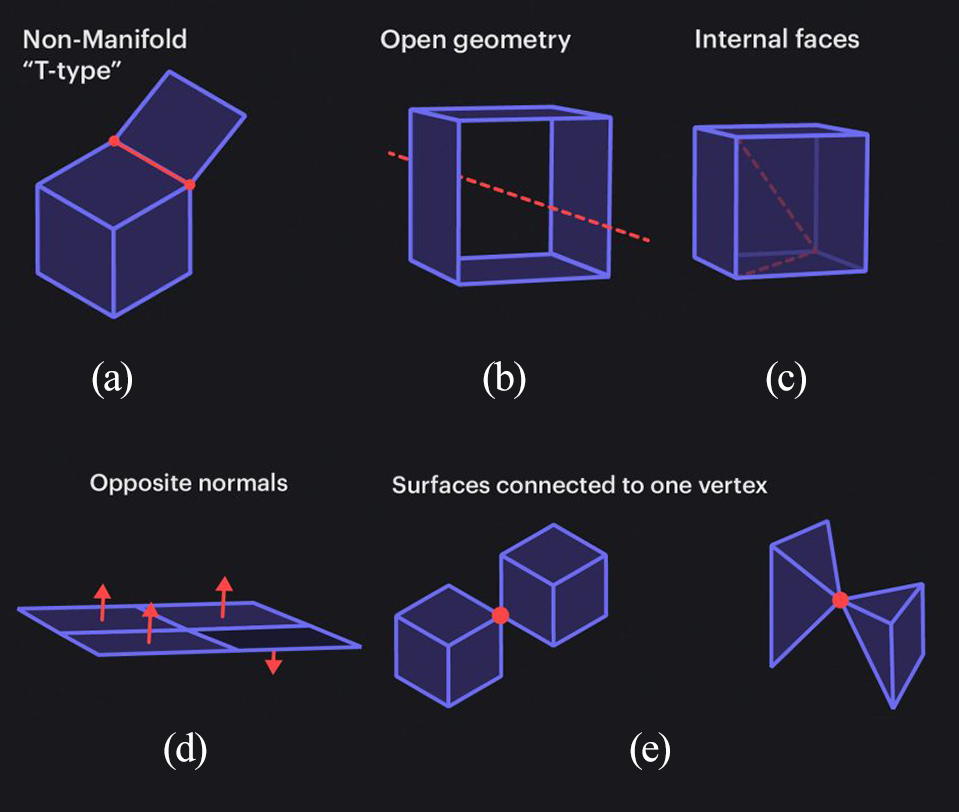 Non-Manifold
“T-type”
Open geometry
Internal faces
(a)
(b)
(c)
Opposite normals
Surfaces connected to one vertex
(d)
(e)